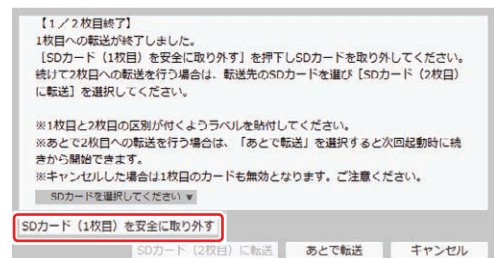 【1／2枚目終了】
1枚目への転送が終了しました。
［SDカード（1枚目）を安全に取り外す］を押下しSDカードを取り外してください。
続けて2枚目への転送を行う場合は、転送先のSDカードを選び［SDカード（2枚目）
に転送］を選択してください。
※1枚目と2枚目の区別が付くようラベルを貼付してください。
※あとで2枚目への転送を行う場合は、「あとで転送」を選択すると次回起動時に続
きから開始できます。
※キャンセルした場合は1枚目のカードも無効となります。ご注意ください。
SDカードを選択してください ▼
SDカード（1枚目）を安全に取り外す
SDカード（2枚目）に転送 あとで転送 キャンセル